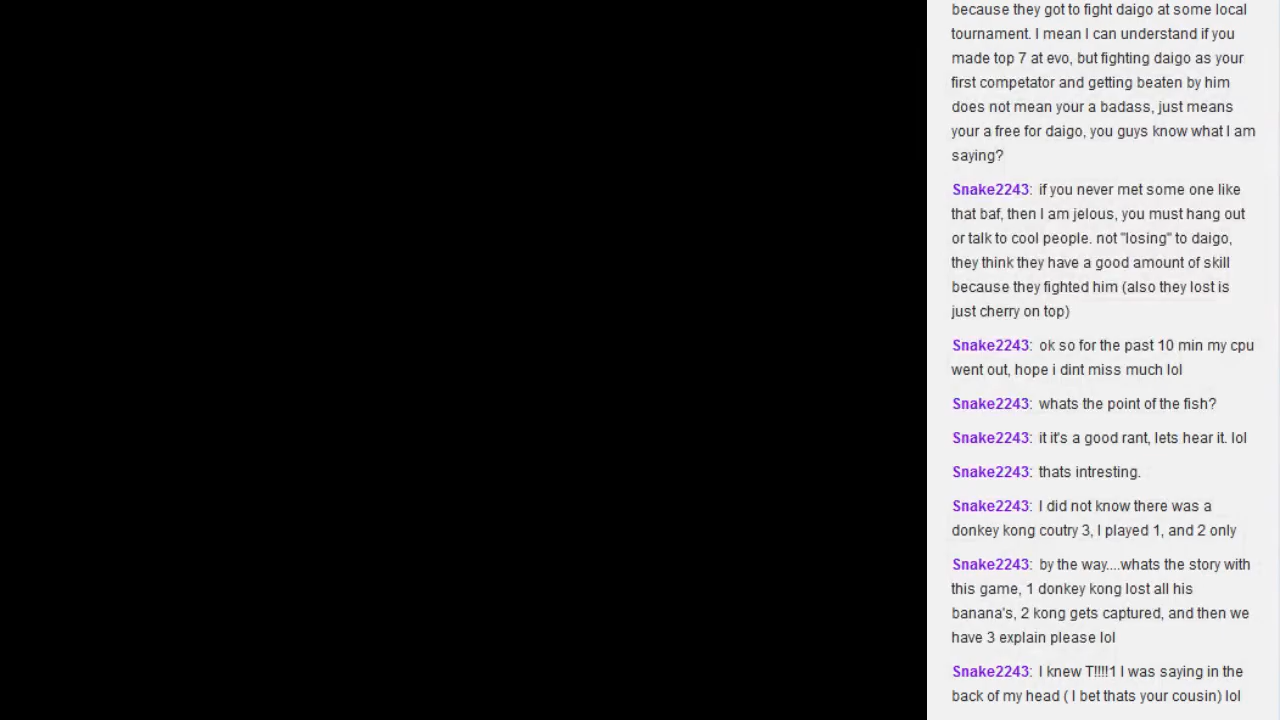 because they got to fight daigo at some local
tournament. I mean I can understand if you
made top 7 at evo, but fighting daigo as your
first competator and getting beaten by him
does not mean your a badass, just means
your a free for daigo, you guys know what I am
saying?
Snake2243: if you never met some one like
that baf, then I am jelous, you must hang out
or talk to cool people. not "losing" to daigo,
they think they have a good amount of skill
because they fighted him (also they lost is
just cherry on top)
Snake2243: ok so for the past 10 min my cpu
went out, hope i dint miss much lol
Snake2243: whats the point of the fish?
Snake2243: it it's a good rant, lets hear it. lol
Snake2243: thats intresting.
Snake2243: I did not know there was a
donkey kong coutry 3, I played 1, and 2 only
Snake2243: by the way....whats the story with
this game, 1 donkey kong lost all his
banana's, 2 kong gets captured, and then we
have 3 explain please lol
Snake2243: I knew T!!!!1 I was saying in the
back of my head ( I bet thats your cousin) lol